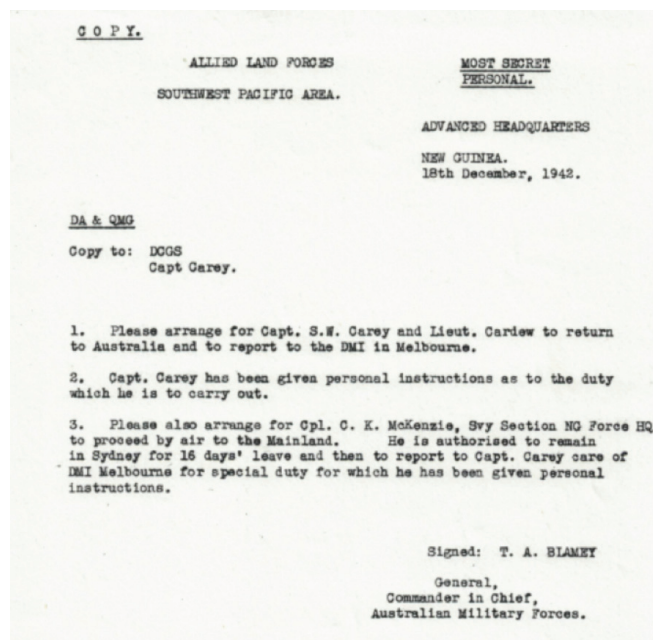 COPY.
ALLIED LAND FORCES
MOST SECRET
PERSONAL.
SOUTHWEST PACIFIC AREA.
ADVANCED HEADQUARTERS
NEW GUINEA.
18th December, 1942.
DA & QMG
Copy to: DCGS
Capt Carey.
1. Please arrange for Capt. S.W. Carey and Lieut. Cardew to return
to Australia and to report to the DMI in Melbourne.
2. Capt. Carey has been given personal instructions as to the duty
which he is to carry out.
3. Please also arrange for Cpl. C. K. McKenzie, Svy Section NG Force HQ
to proceed by air to the Mainland. He is authorised to remain
in Sydney for 16 days' leave and then to report to Capt. Carey care of
DMI Melbourne for special duty for which he has been given personal
instructions.
Signed: T. A. BLAMEY
General,
Commander in Chief,
Australian Military Forces.